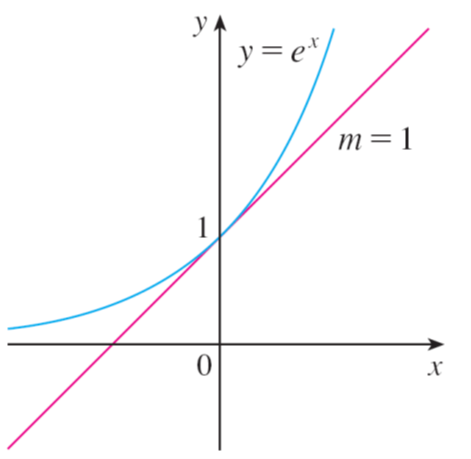 y
y = e^x
m = 1
1
0
x